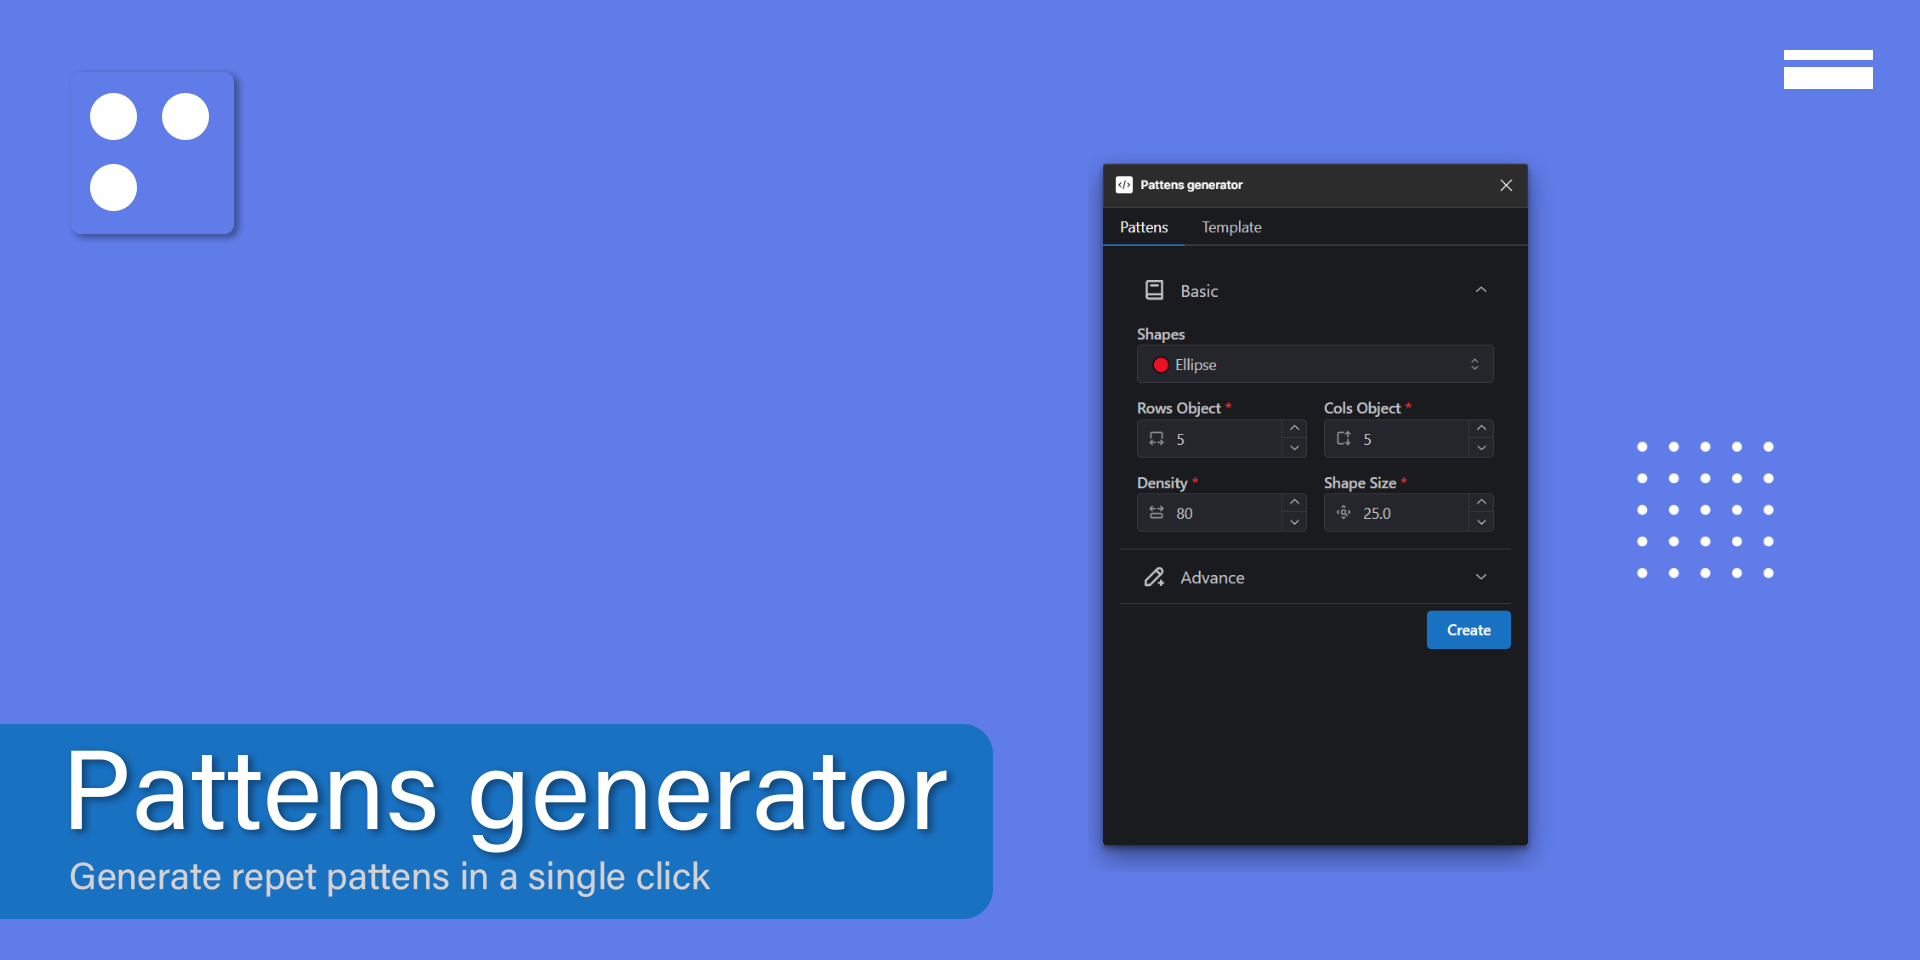 Pattens generator
Pattens Template
Basic
Shapes
Ellipse
Rows Object * Cols Object *
5 5
Density * Shape Size *
80 25.0
Advance
Create
Pattens generator
Generate repet pattens in a single click